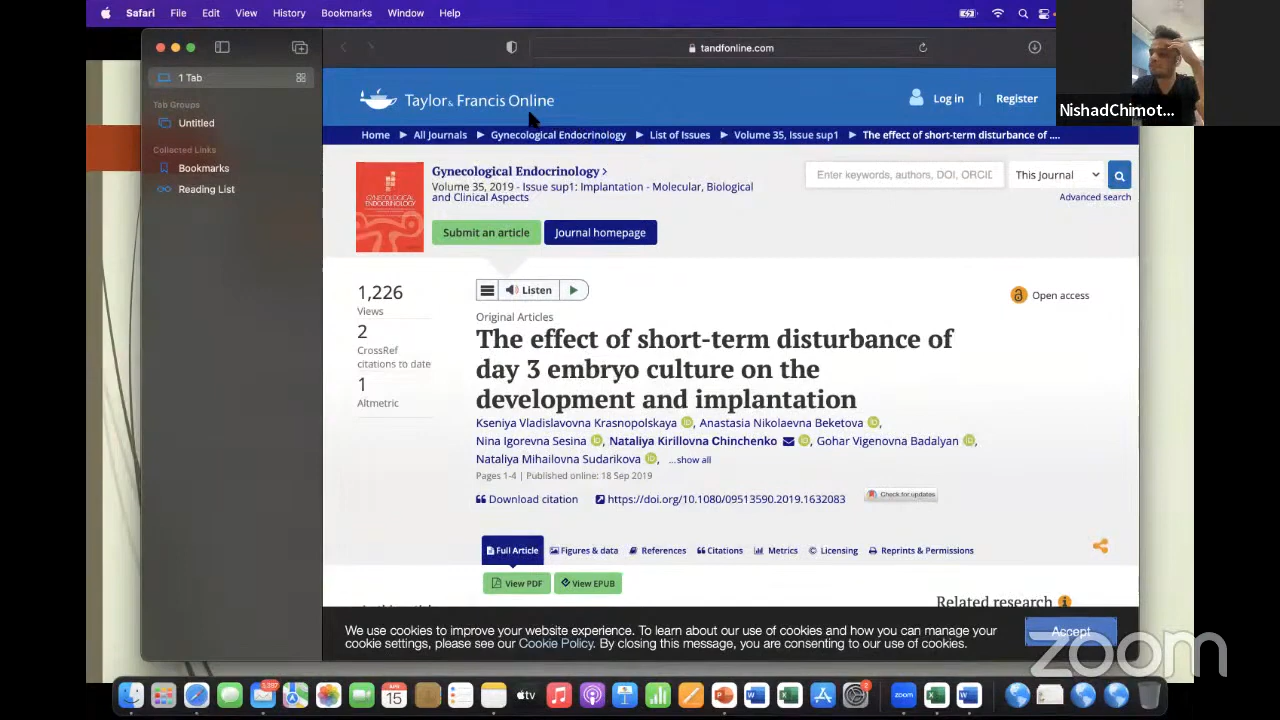 Safari File Edit View History Bookmarks Window Help
tandfonline.com
1 Tab
Tab Groups
Untitled
Collected Links
Bookmarks
Reading List
NishadChimot...
Taylor & Francis Online
Log in | Register
Home All Journals Gynecological Endocrinology List of Issues Volume 35, Issue sup1 The effect of short-term disturbance of ....
GYNECOLOGICAL
ENDOCRINOLOGY
Gynecological Endocrinology >
Volume 35, 2019 - Issue sup1: Implantation - Molecular, Biological
and Clinical Aspects
Enter keywords, authors, DOI, ORCID
This Journal
Advanced search
Submit an article
Journal homepage
1,226
Views
2
CrossRef
citations to date
1
Altmetric
Listen
Open access
Original Articles
The effect of short-term disturbance of
day 3 embryo culture on the
development and implantation
Kseniya Vladislavovna Krasnopolskaya, Anastasia Nikolaevna Beketova,
Nina Igorevna Sesina, Nataliya Kirillovna Chinchenko, Gohar Vigenovna Badalyan,
Nataliya Mihailovna Sudarikova, ...show all
Pages 1-4 | Published online: 18 Sep 2019
Download citation https://doi.org/10.1080/09513590.2019.1632083 Check for updates
Full Article Figures & data References Citations Metrics Licensing Reprints & Permissions
View PDF View EPUB
Related research
We use cookies to improve your website experience. To learn about our use of cookies and how you can manage your
cookie settings, please see our Cookie Policy. By closing this message, you are consenting to our use of cookies.
Accept
zoom
APR
15
tv
zoom